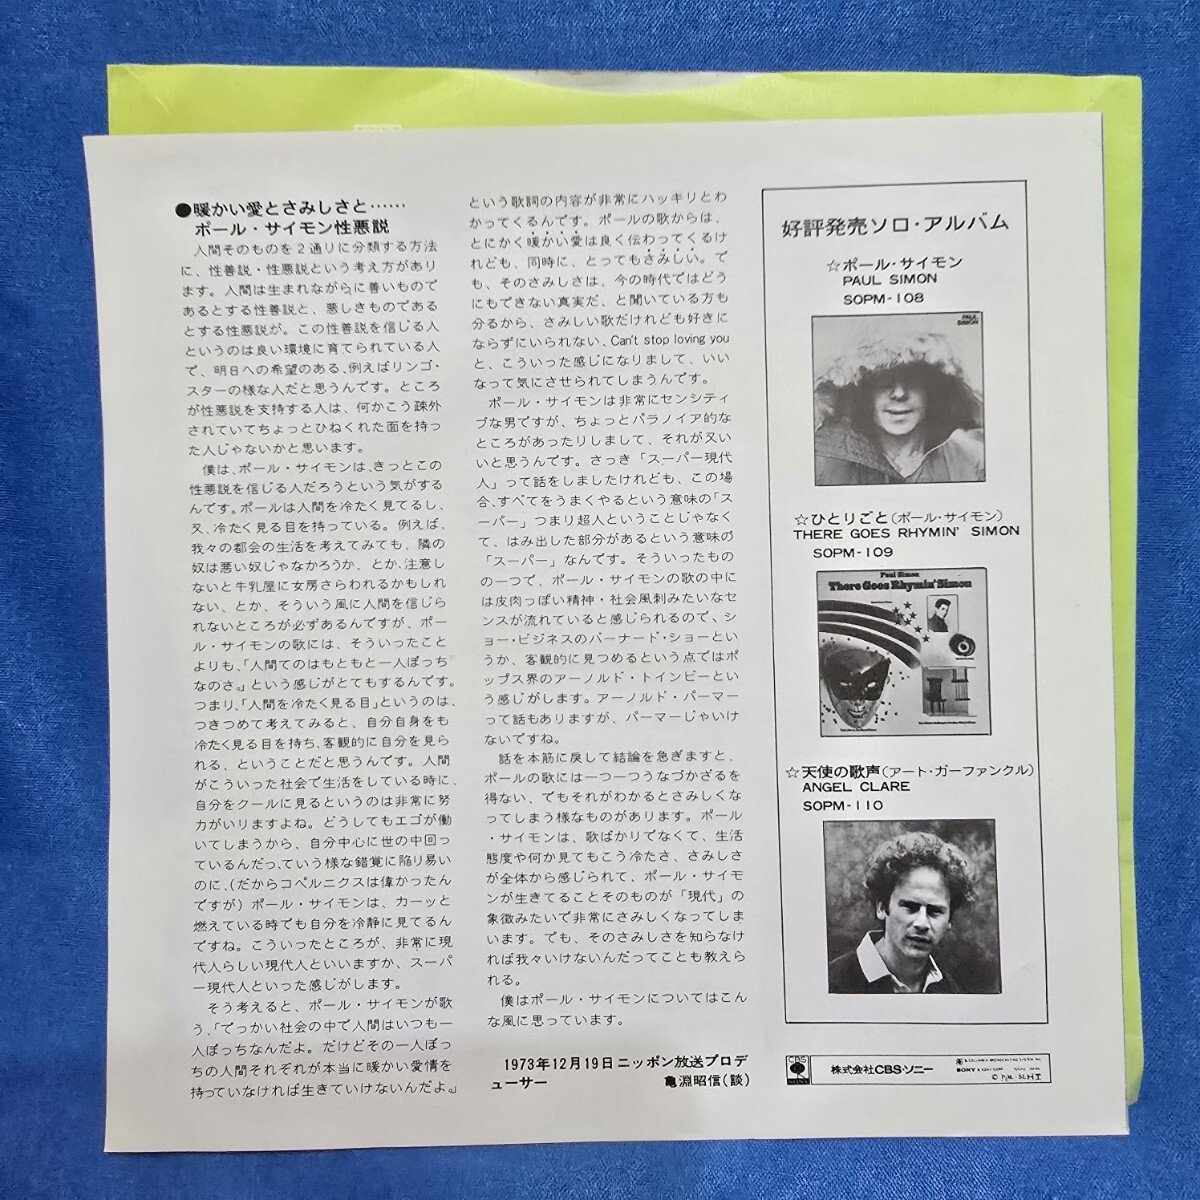 ●暖かい愛とさみしさと……
ポール・サイモン性悪説
人間そのものを2通りに分類する方法
に、性善説・性悪説という考え方があり
ます。人間は生まれながらに善いもので
あるとする性善説と、悪しきものである
とする性悪説が。この性善説を信じる人
というのは良い環境に育てられている人
で、明日への希望のある、例えばリンゴ・
スターの様な人だと思うんです。ところ
が性悪説を支持する人は、何かこう疎外
されていてちょっとひねくれた面を持っ
た人じゃないかと思います。
僕は、ポール・サイモンは、きっとこの
性悪説を信じる人だろうという気がする
んです。ポールは人間を冷たく見てるし、
又、冷たく見る目を持っている。例えば、
我々の都会の生活を考えてみても、隣の
奴は悪い奴じゃなかろうか、とか、注意し
ないと牛乳屋に女房さらわれるかもしれ
ない、とか、そういう風に人間を信じら
れないところが必ずあるんですが、ポー
ル・サイモンの歌には、そういったこと
よりも、「人間てのはもともと一人ぼっち
なのさ。」という感じがとてもするんです。
つまり、「人間を冷たく見る目」というのは、
つきつめて考えてみると、自分自身をも
冷たく見る目を持ち、客観的に自分を見ら
れる、ということだと思うんです。人間
がこういった社会で生活をしている時に、
自分をクールに見るというのは非常に努
力がいりますよね。どうしてもエゴが働
いてしまうから、自分中心に世の中回っ
ているんだっていう様な錯覚に陥り易い
のに、(だからコペルニクスは偉かったん
ですが) ポール・サイモンは、カーッと
燃えている時でも自分を冷静に見てるん
ですね。こういったところが、非常に現
代人らしい現代人といいますか、スーパ
ー現代人といった感じがします。
そう考えると、ポール・サイモンが歌
う、「でっかい社会の中で人間はいつも一
人ぼっちなんだよ。だけどその一人ぼっ
ちの人間それぞれが本当に暖かい愛情を
持っていなければ生きていけないんだよ。」
という歌詞の内容が非常にハッキリとわ
かってくるんです。ポールの歌からは、
とにかく暖かい愛は良く伝わってくるけ
れども、同時に、とってもさみしい。で
も、そのさみしさは、今の時代ではどう
にもできない真実だ、と聞いている方も
分るから、さみしい歌だけれども好きに
ならずにいられない、Can't stop loving you
と、こういった感じになりまして、いい
なって気にさせられてしまうんです。
ポール・サイモンは非常にセンシティ
ブな男ですが、ちょっとパラノイア的な
ところがあったりしまして、それが又い
いと思うんです。さっき「スーパー現代
人」って話をしましたけれども、この場
合、すべてをうまくやるという意味の「ス
ーパー」つまり超人ということじゃなく
て、はみ出した部分があるという意味の
「スーパー」なんです。そういったもの
の一つで、ポール・サイモンの歌の中に
は皮肉っぽい精神・社会風刺みたいなセ
ンスが流れていると感じられるので、シ
ョー・ビジネスのバーナード・ショーとい
うか、客観的に見つめるという点ではポ
ップス界のアーノルド・トインビーとい
う感じがします。アーノルド・パーマー
って話もありますが、パーマーじゃいけ
ないですね。
話を本筋に戻して結論を急ぎますと、
ポールの歌には一つ一つうなづかざるを
得ない、でもそれがわかるとさみしくな
ってしまう様なものがあります。ポール
・サイモンは、歌ばかりでなくて、生活
態度や何か見てもこう冷たさ、さみしさ
が全体から感じられて、ポール・サイモ
ンが生きてることそのものが「現代」の
象徴みたいで非常にさみしくなってしま
います。でも、そのさみしさを知らなけ
れば我々いけないんだってことも教えら
れる。
僕はポール・サイモンについてはこん
な風に思っています。
1973年12月19日ニッポン放送プロデ
ューサー 亀淵昭信(談)
好評発売ソロ・アルバム
☆ポール・サイモン
PAUL SIMON
SOPM-108
PAUL
SIMON
☆ひとりごと(ポール・サイモン)
THERE GOES RHYMIN' SIMON
SOPM-109
Paul Simon
There Goes Rhymin' Simon
☆天使の歌声(アート・ガーファンクル)
ANGEL CLARE
SOPM-110
CBS
SONY
株式会社CBS・ソニー